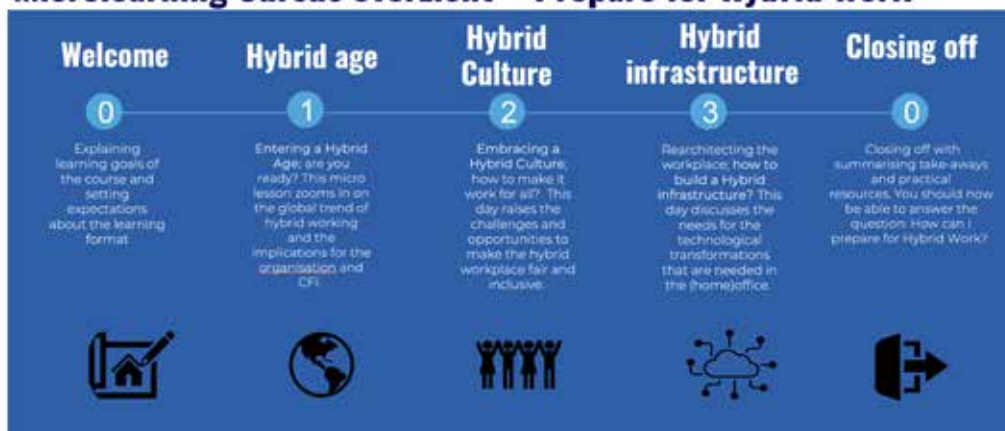 Microlearning Cursus overzicht – Prepare for Hybrid Work
Welcome
Hybrid age
Hybrid
Culture
Hybrid
infrastructure
Closing off
0
1
2
3
0
Explaining
learning goals of
the course and
setting
expectations
about the learning
format
Entering a Hybrid
Age; are you
ready? This micro
lesson zooms in on
the global trend of
hybrid working
and the
implications for the
organisation and
CFI.
Embracing a
Hybrid Culture;
how to make it
work for all? This
day raises the
challenges and
opportunities to
make the hybrid
workplace fair and
inclusive.
Rearchitecting the
workplace; how to
build a Hybrid
infrastructure? This
day discusses the
needs for the
technological
transformations
that are needed in
the (home)office.
Closing off with
summarising take-aways
and practical
resources. You should now
be able to answer the
question: How can I
prepare for Hybrid Work?